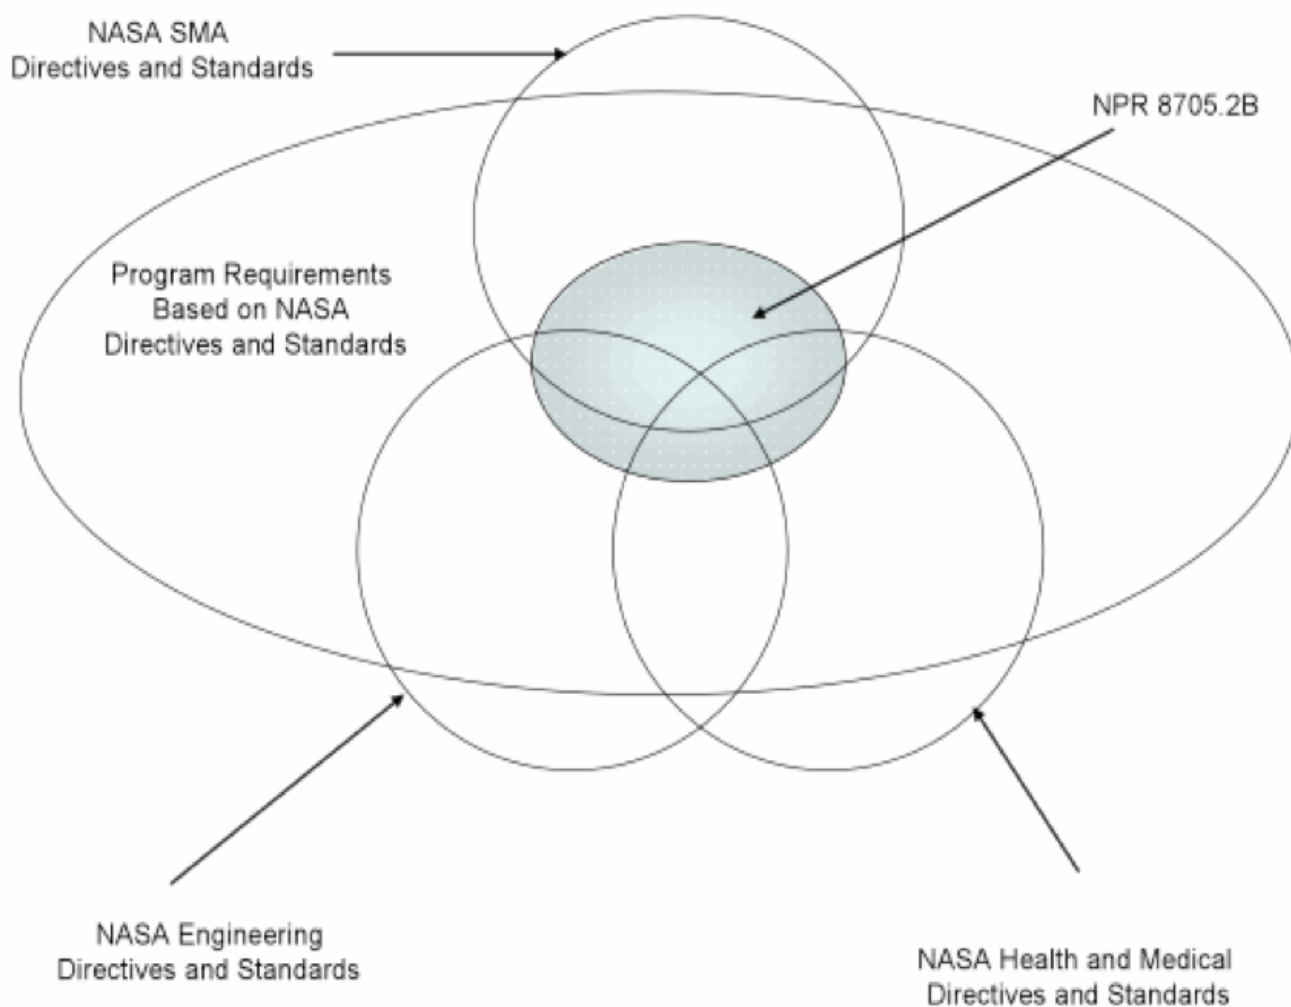 NASA SMA
Directives and Standards
NPR 8705.2B
Program Requirements
Based on NASA
Directives and Standards
NASA Engineering
Directives and Standards
NASA Health and Medical
Directives and Standards